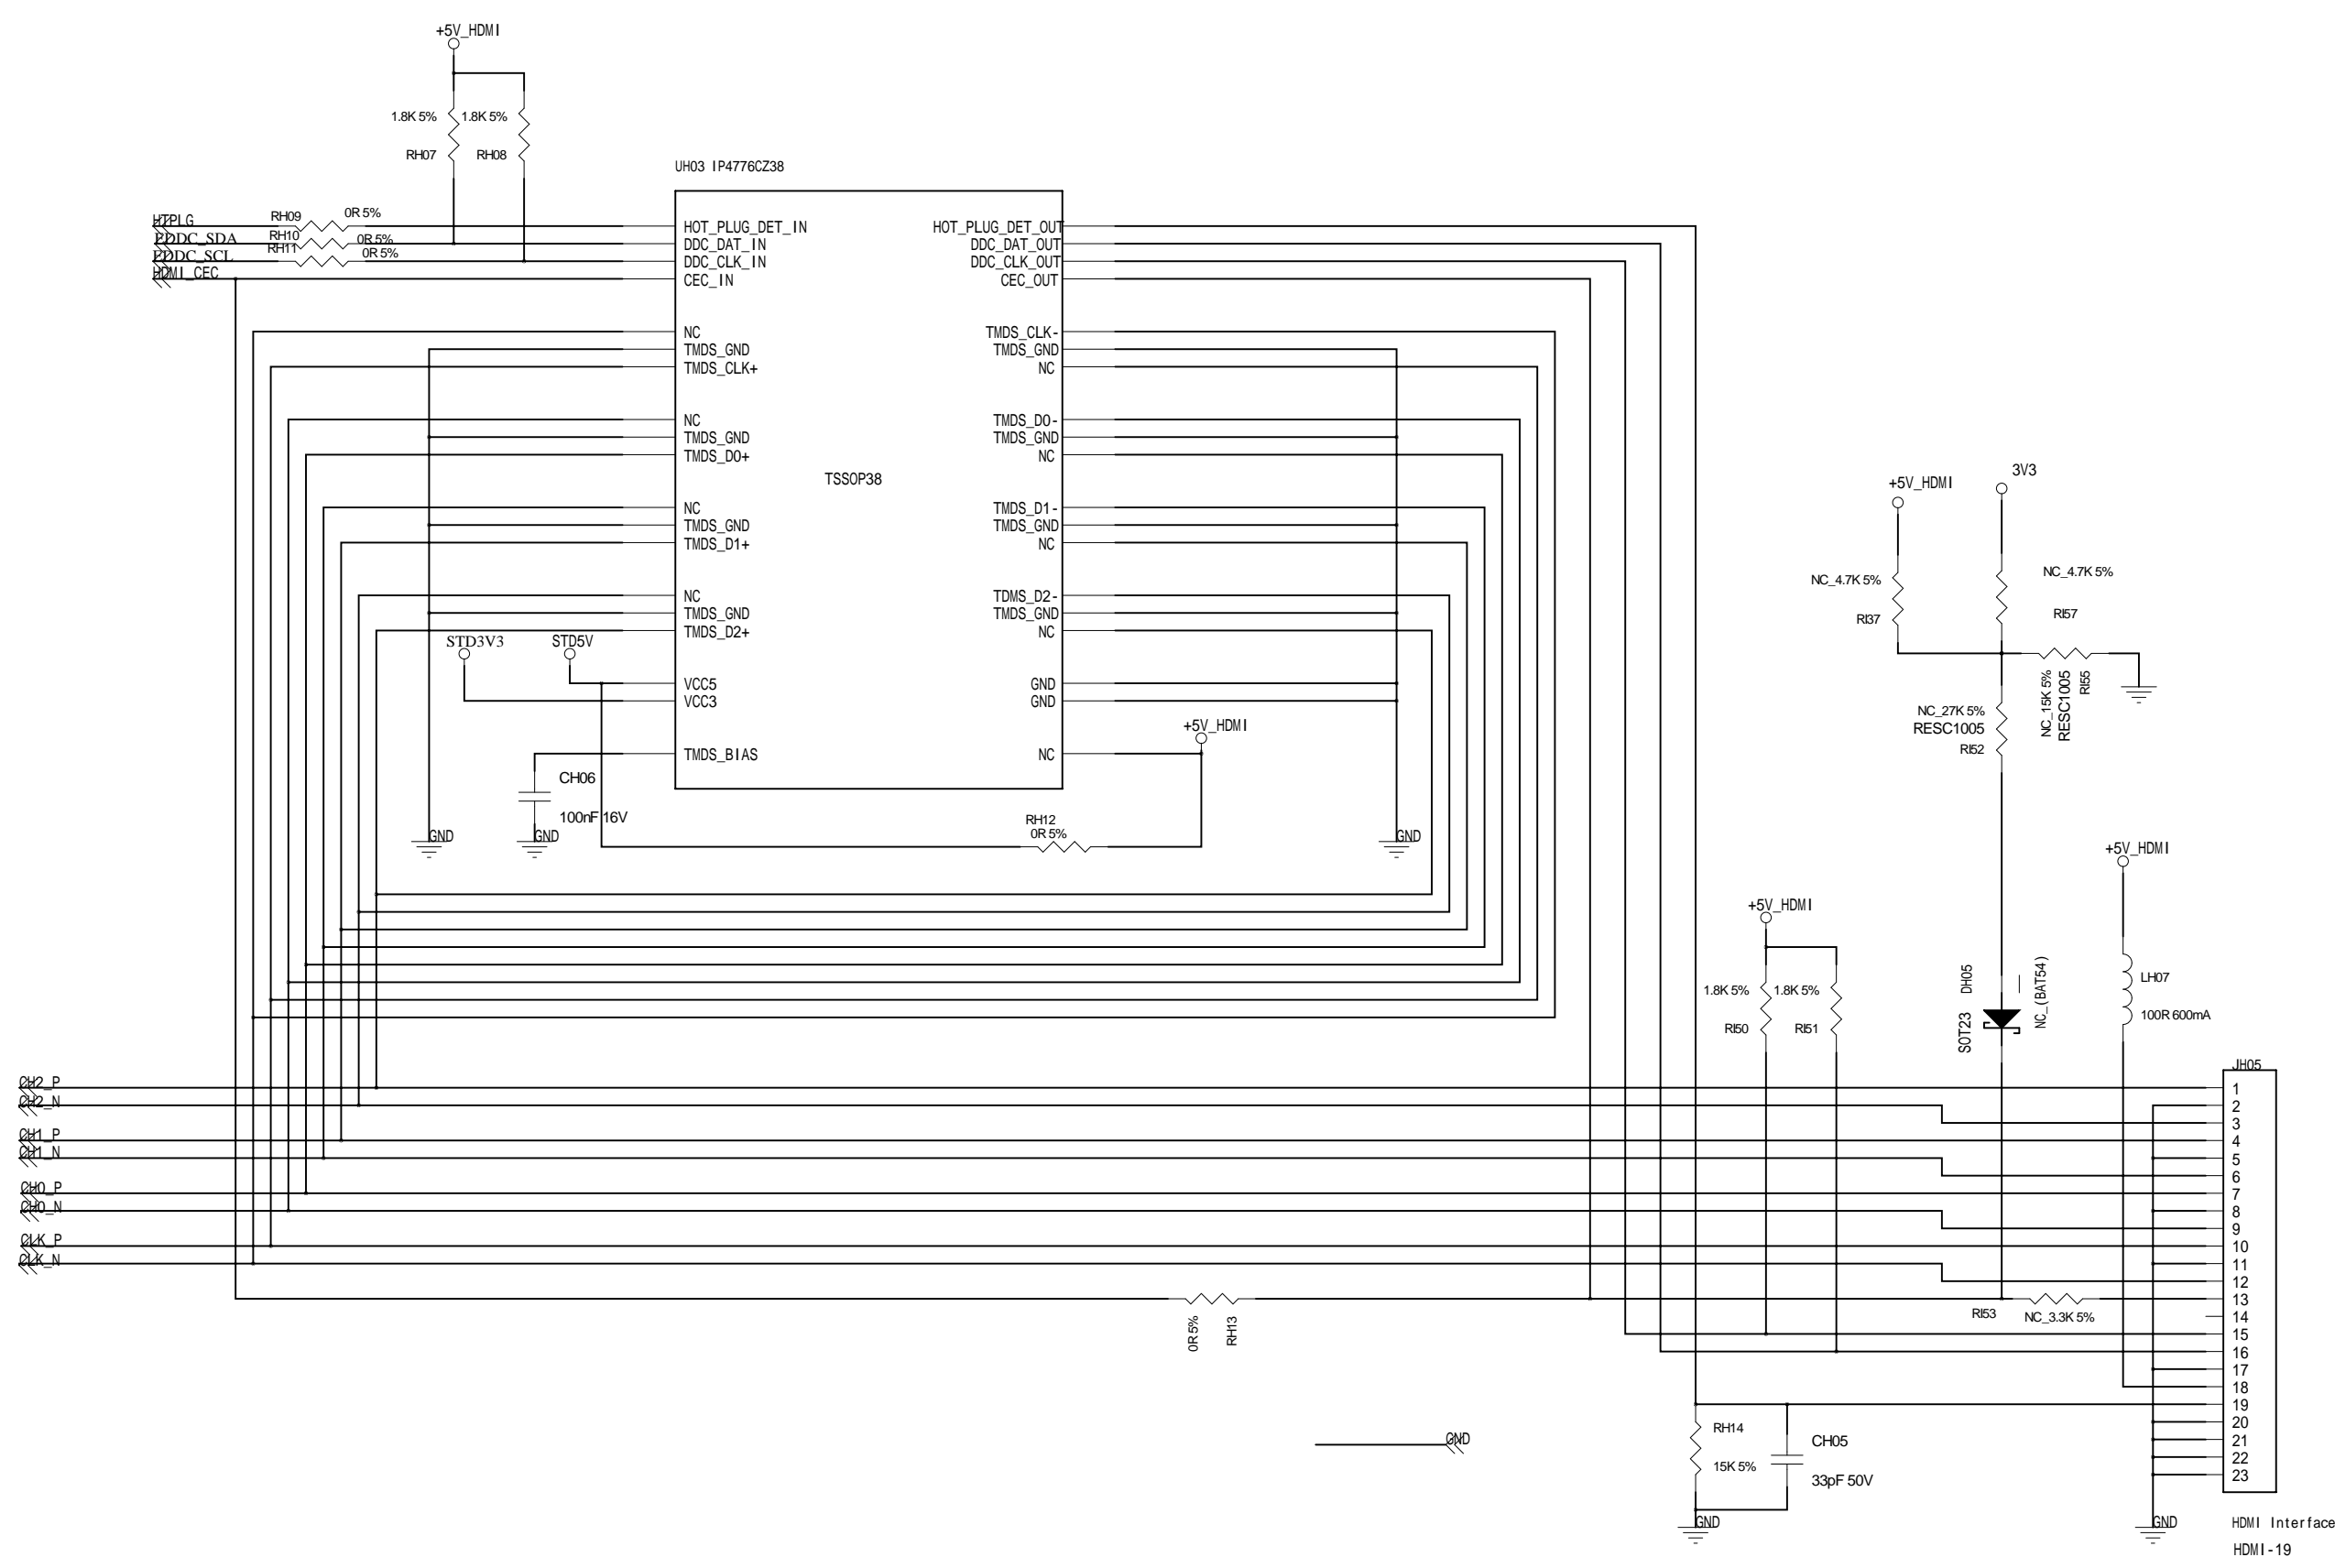 +5V_HDMI
1.8K 5%
1.8K 5%
RH07
RH08
UH03 IP4776CZ38
HTPLG
RH09
0R 5%
EDDC_SDA
RH10
0R 5%
EDDC_SCL
RH11
0R 5%
HDMI_CEC
HOT_PLUG_DET_IN
HOT_PLUG_DET_OUT
DDC_DAT_IN
DDC_DAT_OUT
DDC_CLK_IN
DDC_CLK_OUT
CEC_IN
CEC_OUT
NC
TMDS_CLK-
TMDS_GND
TMDS_GND
TMDS_CLK+
NC
NC
TMDS_D0-
TMDS_GND
TMDS_GND
TMDS_D0+
NC
TSSOP38
NC
TMDS_D1-
TMDS_GND
TMDS_GND
TMDS_D1+
NC
NC
TDMS_D2-
TMDS_GND
TMDS_GND
TMDS_D2+
NC
STD3V3
STD5V
VCC5
GND
VCC3
GND
+5V_HDMI
TMDS_BIAS
NC
CH06
100nF 16V
GND
GND
RH12
0R 5%
GND
+5V_HDMI
3V3
NC_4.7K 5%
NC_4.7K 5%
RI37
RI57
NC_15K 5%
RESC1005
RI55
NC_27K 5%
RESC1005
RI52
+5V_HDMI
+5V_HDMI
1.8K 5%
1.8K 5%
RI50
RI51
DH05
SOT23
NC_(BAT54)
LH07
100R 600mA
JH05
CH2_P
CH2_N
CH1_P
CH1_N
CH0_P
CH0_N
CLK_P
CLK_N
1
2
3
4
5
6
7
8
9
10
11
12
13
14
15
16
17
18
19
20
21
22
23
0R 5%
RH13
RI53
NC_3.3K 5%
GND
RH14
15K 5%
CH05
33pF 50V
GND
GND
HDMI Interface
HDMI-19